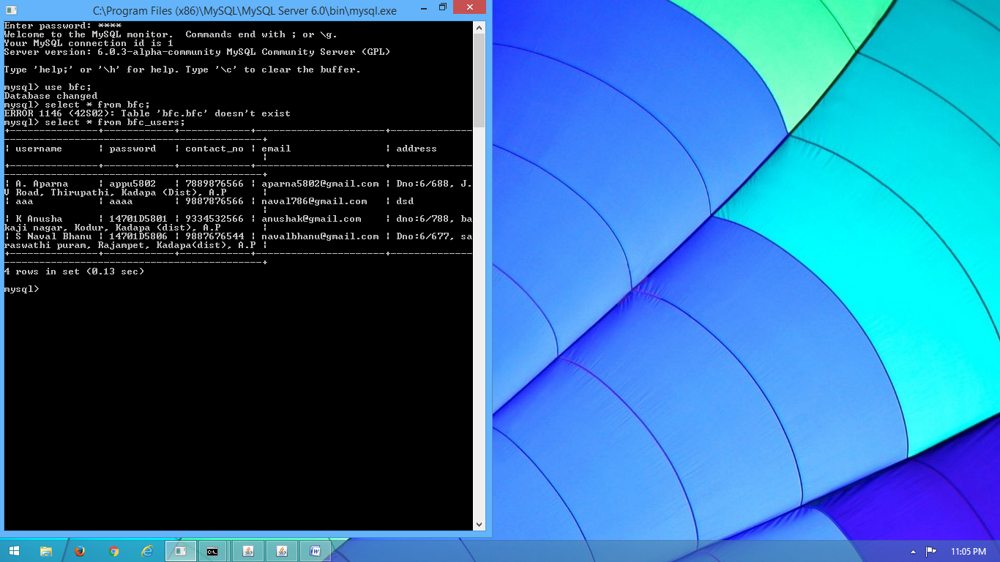 C:\Program Files (x86)\MySQL\MySQL Server 6.0\bin\mysql.exe
Enter password: ****
Welcome to the MySQL monitor.  Commands end with ; or \g.
Your MySQL connection id is 1
Server version: 6.0.3-alpha-community MySQL Community Server (GPL)
Type 'help;' or '\h' for help. Type '\c' to clear the buffer.
mysql> use bfc;
Database changed
mysql> select * from bfc;
ERROR 1146 (42S02): Table 'bfc.bfc' doesn't exist
mysql> select * from bfc_users;
+----------------+------------+------------+----------------------+--------------
--------------------------------------------+
| username       | password   | contact_no | email                | address
                                            |
+----------------+------------+------------+----------------------+--------------
--------------------------------------------+
| A. Aparna      | appu5802   | 7889876566 | aparna5802@gmail.com | Dno:6/688, J.
V Road, Thirupathi, Kadapa (Dist), A.P       |
| aaa            | aaaa       | 9887876566 | naval786@gmail.com   | dsd
                                            |
| K Anusha       | 14701D5801 | 9334532566 | anushak@gmail.com    | dno:6/788, ba
kaji nagar, Kodur, Kadapa (dist), A.P       |
| S Naval Bhanu | 14701D5806 | 9887676544 | navalbhanu@gmail.com | Dno:6/677, sa
raswathi puram, Rajampet, Kadapa(dist), A.P |
+----------------+------------+------------+----------------------+--------------
--------------------------------------------+
4 rows in set (0.13 sec)
mysql>
C:\.
11:05 PM